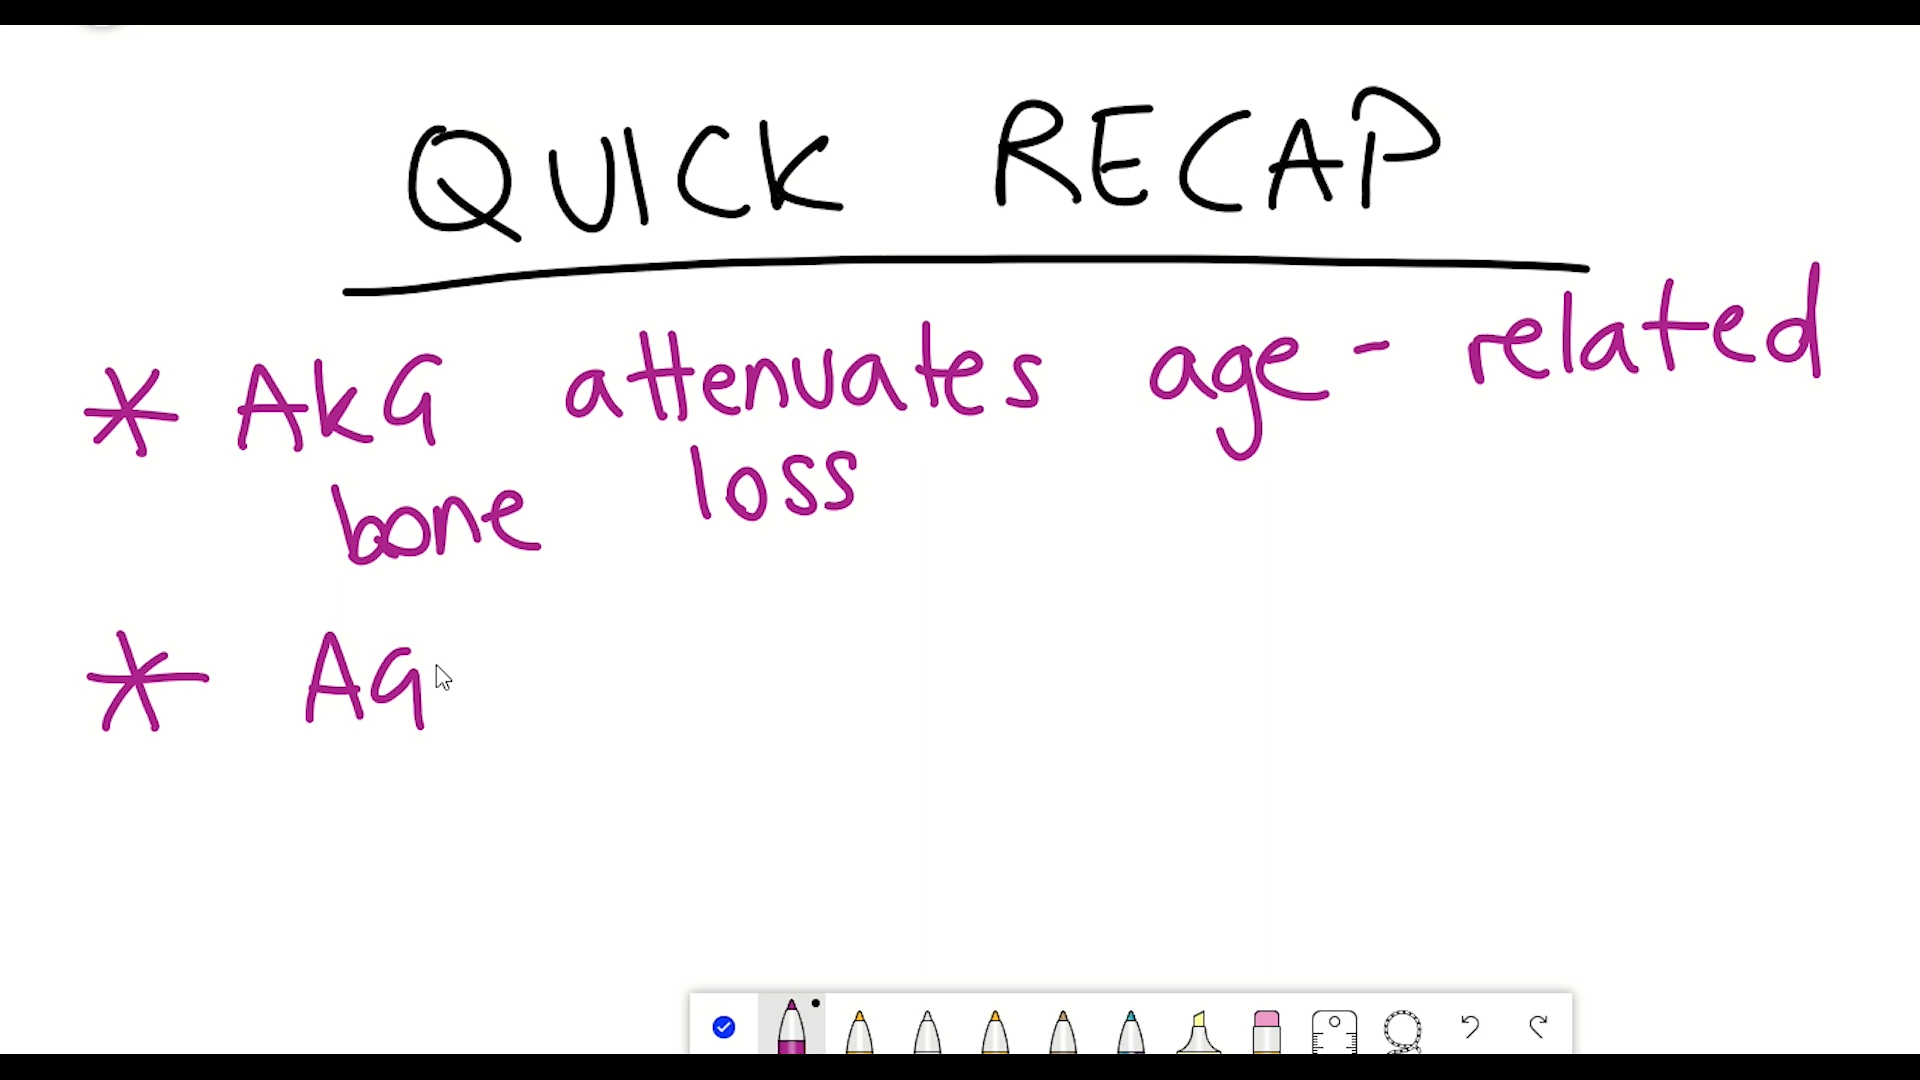 QUICK RECAP
* AKG attenuates age-related
bone loss
* AG